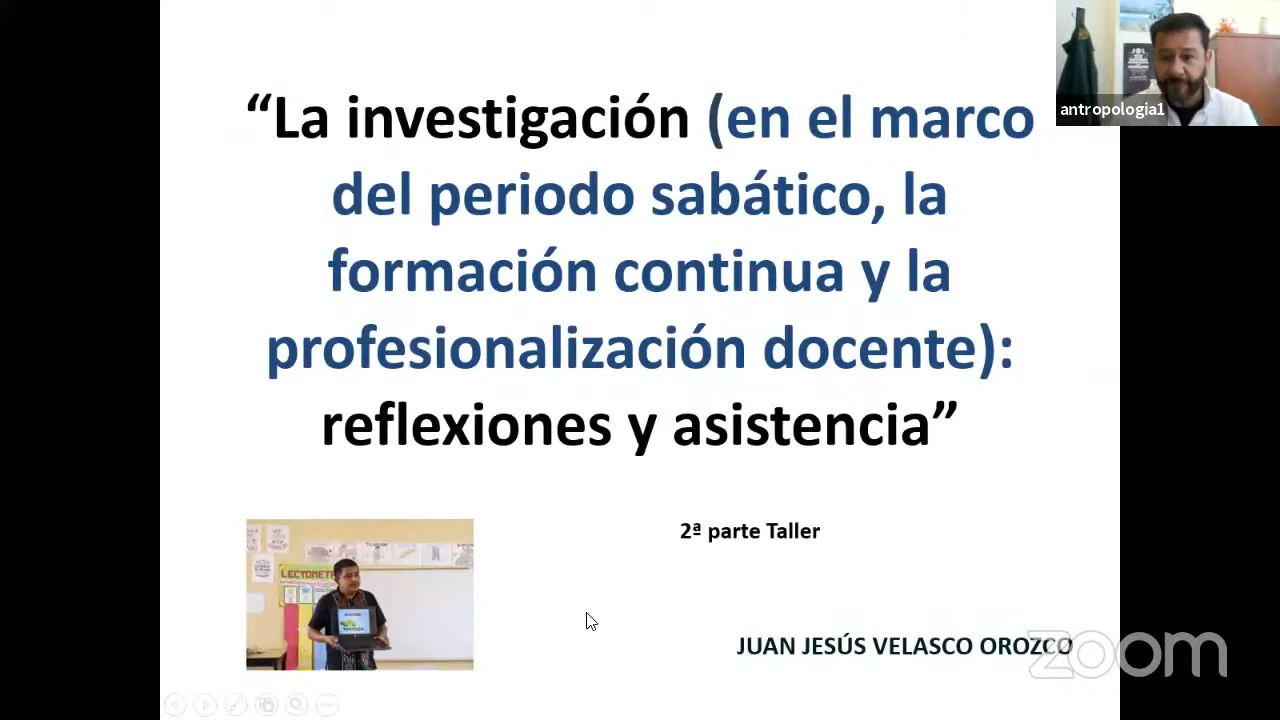 “La investigación (en el marco
del periodo sabático, la
formación continua y la
profesionalización docente):
reflexiones y asistencia”
2ª parte Taller
JUAN JESÚS VELASCO OROZCO
antropologia1
LECTOMET
zoom